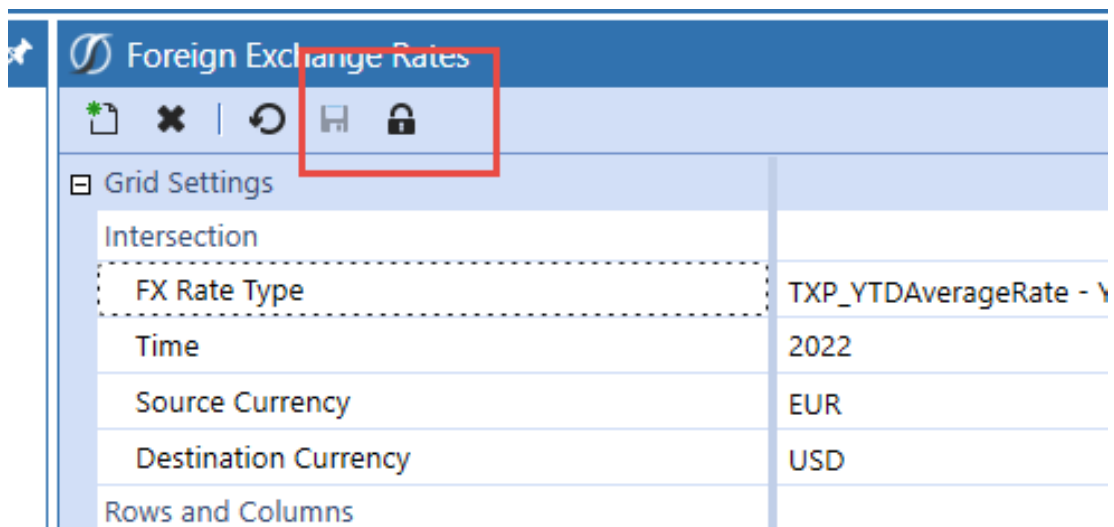 Foreign Exchange Rates
Grid Settings
Intersection
FX Rate Type TXP_YTDAverageRate -
Time 2022
Source Currency EUR
Destination Currency USD
Rows and Columns